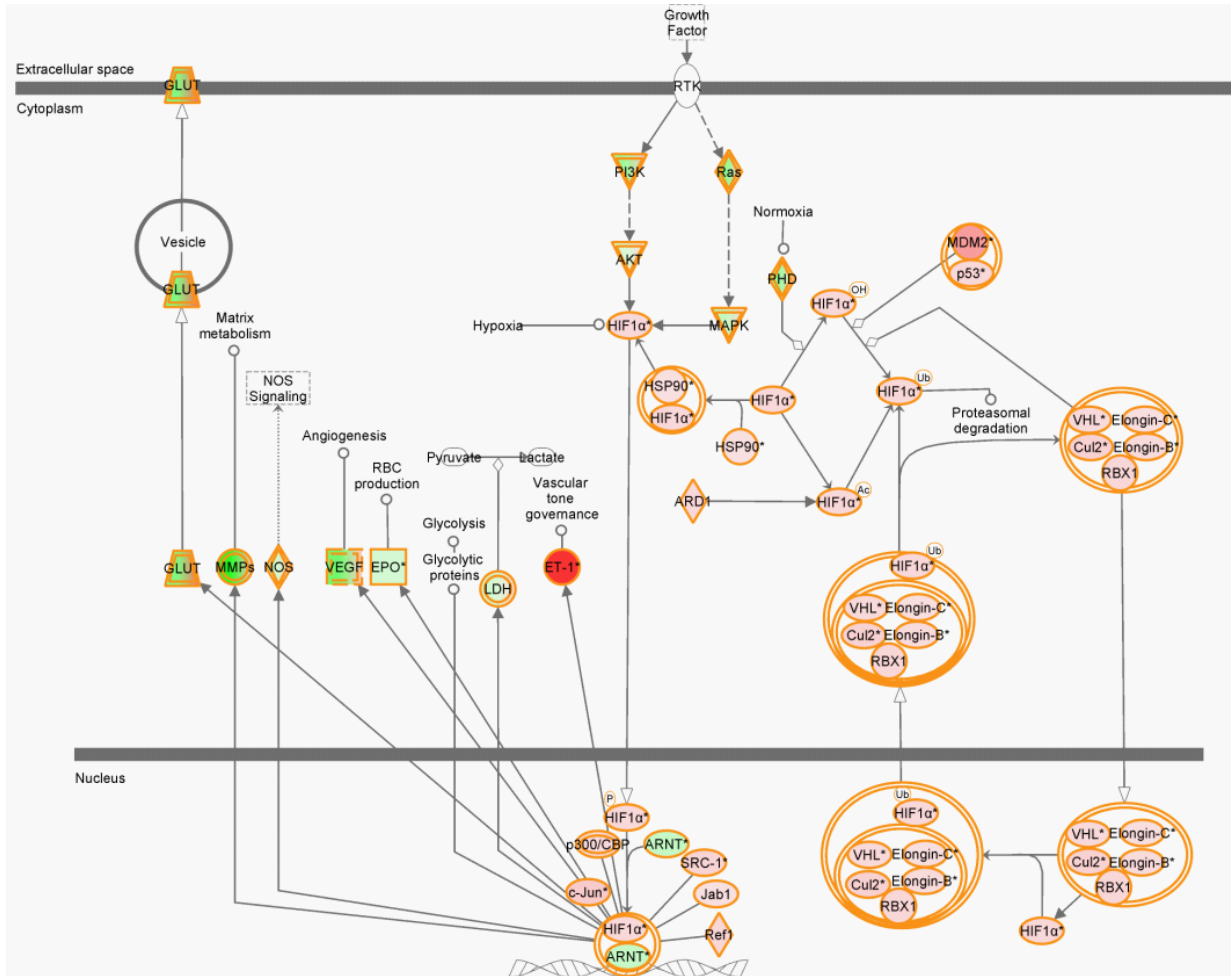 Growth
Factor
Extracellular space
GLUT
RTK
Cytoplasm
PI3K
Ras
Normoxia
Vesicle
MDM2*
AKT
PHD
p53*
GLUT
OH
HIF1α*
Matrix
metabolism
Hypoxia
HIF1α*
MAPK
NOS
Signaling
HSP90*
HIF1α*
HIF1α*
Ub
HIF1α*
Proteasomal
degradation
VHL*
Elongin-C*
Cul2*
Elongin-B*
RBX1
Angiogenesis
HSP90*
Pyruvate
Lactate
RBC
production
Vascular
tone
governance
ARD1
Ac
HIF1α*
Glycolysis
Glycolytic
proteins
GLUT
MMPs
NOS
VEGF
EPO*
LDH
ET-1*
Ub
HIF1α*
VHL*
Elongin-C*
Cul2*
Elongin-B*
RBX1
Nucleus
P
HIF1α*
p300/CBP
ARNT*
SRC-1*
c-Jun*
Jab1
HIF1α*
Ref1
ARNT*
Ub
HIF1α*
VHL*
Elongin-C*
Cul2*
Elongin-B*
RBX1
VHL*
Elongin-C*
Cul2*
Elongin-B*
RBX1
HIF1α*